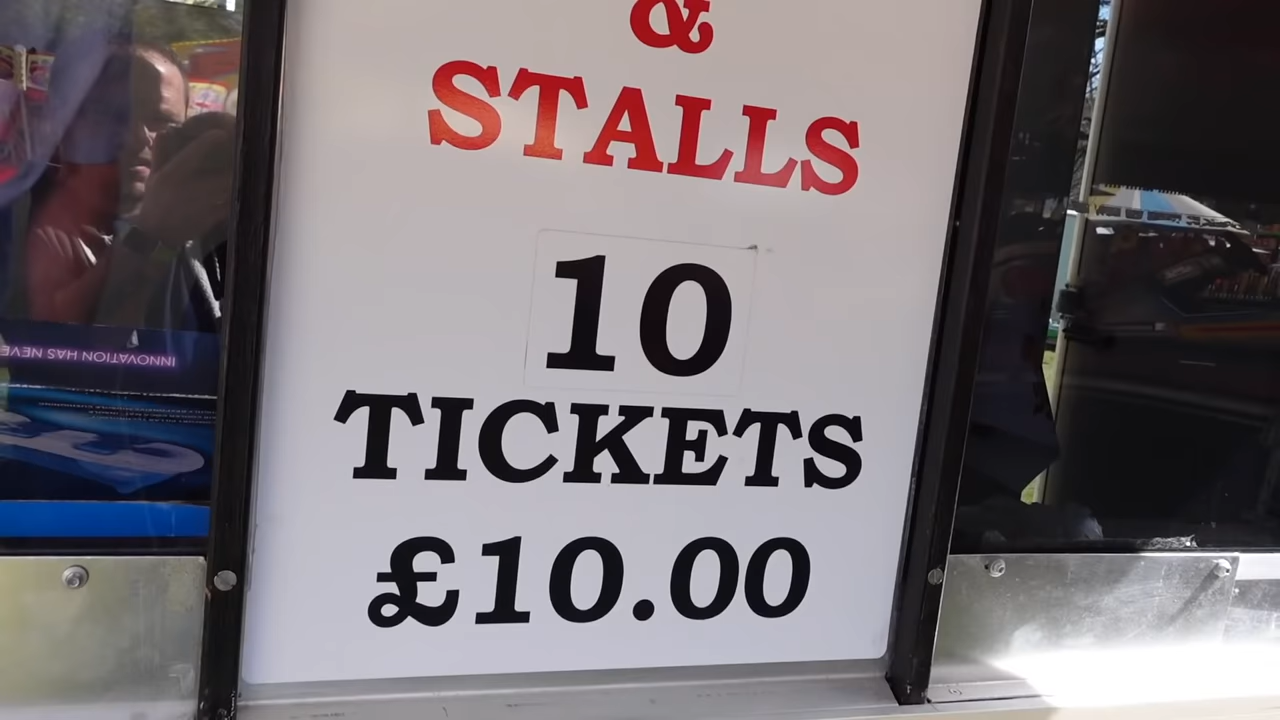 &
STALLS
10
TICKETS
£10.00
INNOVATION HAS NEVE